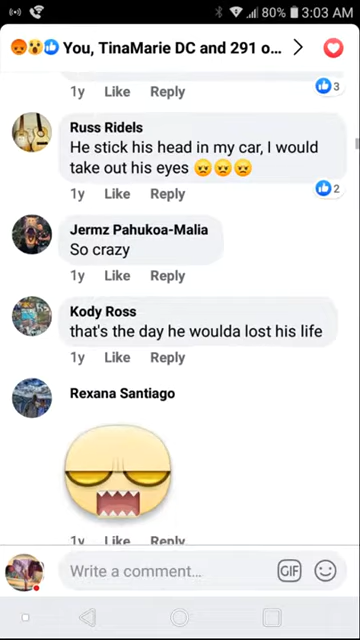 80% 3:03 AM
You, TinaMarie DC and 291 o...
1y Like Reply
3
Russ Ridels
He stick his head in my car, I would
take out his eyes 😠😠😠
1y Like Reply
2
Jermz Pahukoa-Malia
So crazy
1y Like Reply
Kody Ross
that's the day he woulda lost his life
1y Like Reply
Rexana Santiago
1y Like Reply
Write a comment...
GIF